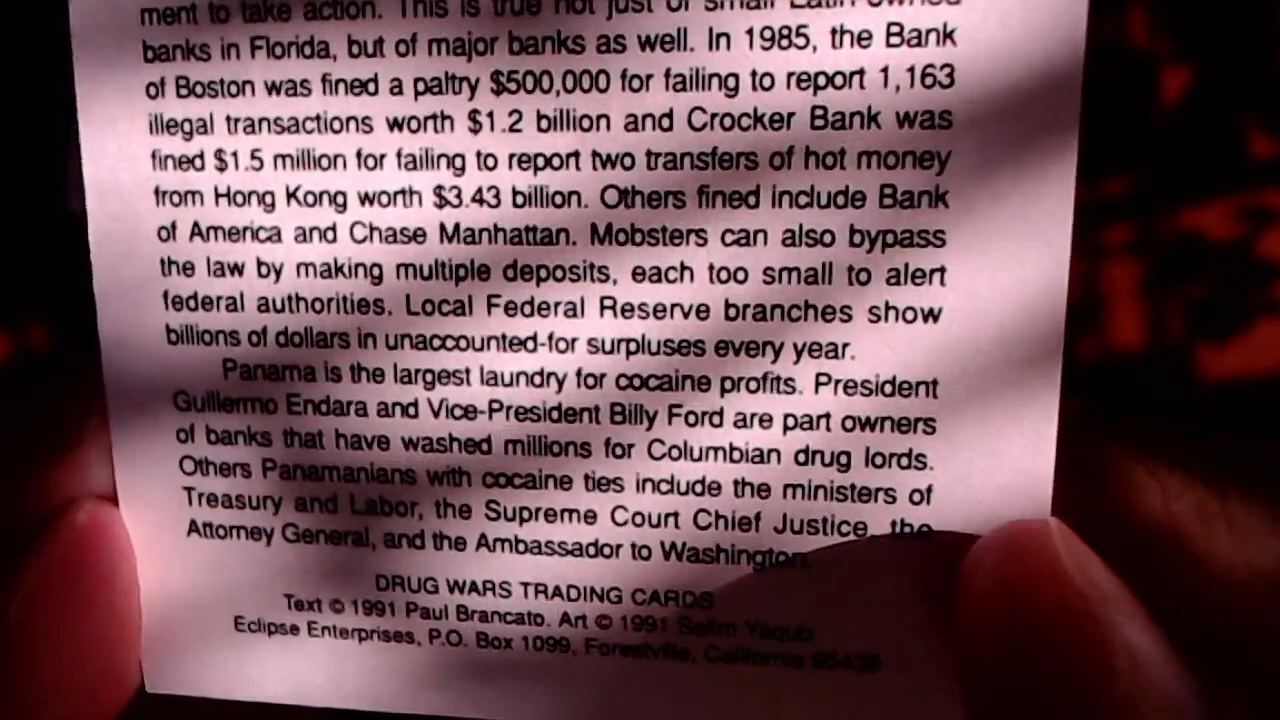 ment to take action. This is true not just of small Latin-owned
banks in Florida, but of major banks as well. In 1985, the Bank
of Boston was fined a paltry $500,000 for failing to report 1,163
illegal transactions worth $1.2 billion and Crocker Bank was
fined $1.5 million for failing to report two transfers of hot money
from Hong Kong worth $3.43 billion. Others fined include Bank
of America and Chase Manhattan. Mobsters can also bypass
the law by making multiple deposits, each too small to alert
federal authorities. Local Federal Reserve branches show
billions of dollars in unaccounted-for surpluses every year.
Panama is the largest laundry for cocaine profits. President
Guillermo Endara and Vice-President Billy Ford are part owners
of banks that have washed millions for Columbian drug lords.
Others Panamanians with cocaine ties include the ministers of
Treasury and Labor, the Supreme Court Chief Justice, the
Attorney General, and the Ambassador to Washington.
DRUG WARS TRADING CARDS
Text © 1991 Paul Brancato. Art © 1991 Salim Yaqub.
Eclipse Enterprises, P.O. Box 1099, Forestville, California 95436